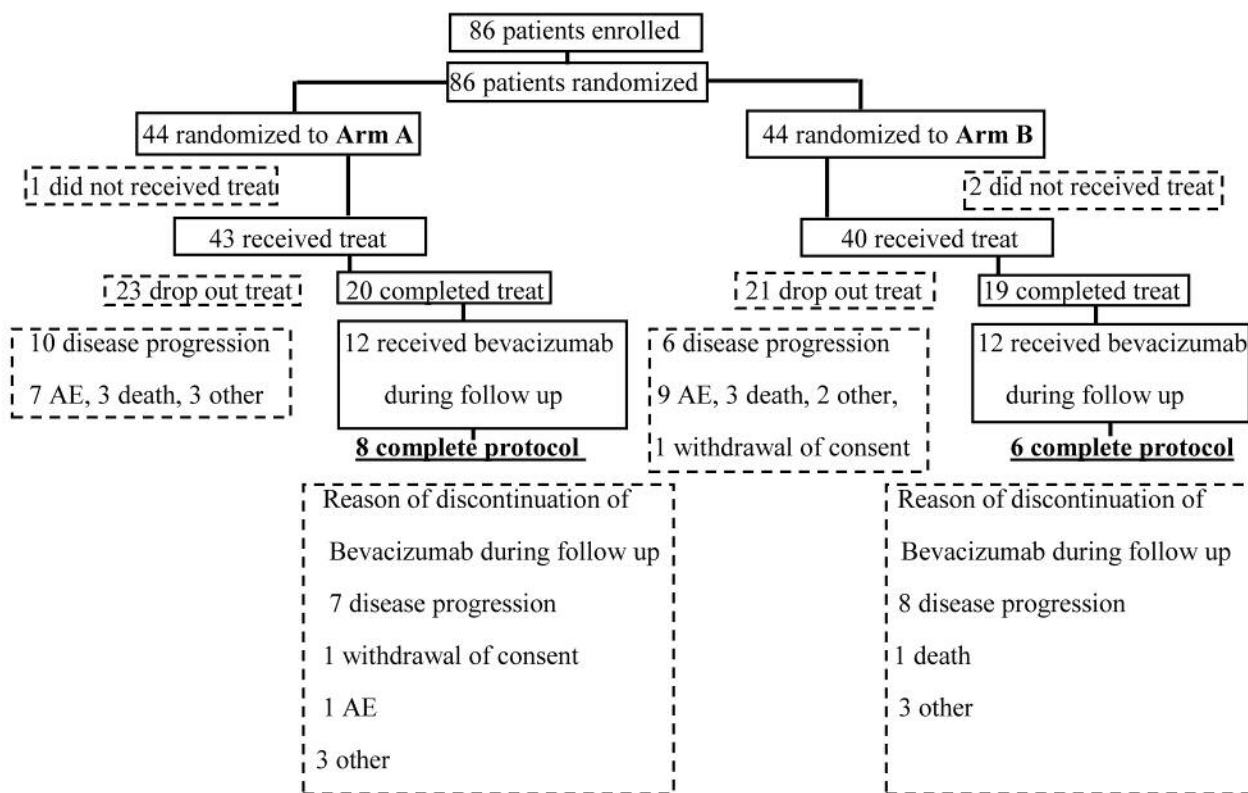 86 patients enrolled
86 patients randomized
44 randomized to Arm A
44 randomized to Arm B
1 did not received treat
2 did not received treat
43 received treat
40 received treat
23 drop out treat
20 completed treat
21 drop out treat
19 completed treat
10 disease progression
7 AE, 3 death, 3 other
12 received bevacizumab
during follow up
6 disease progression
9 AE, 3 death, 2 other,
1 withdrawal of consent
12 received bevacizumab
during follow up
8 complete protocol
6 complete protocol
Reason of discontinuation of
Bevacizumab during follow up
7 disease progression
1 withdrawal of consent
1 AE
3 other
Reason of discontinuation of
Bevacizumab during follow up
8 disease progression
1 death
3 other